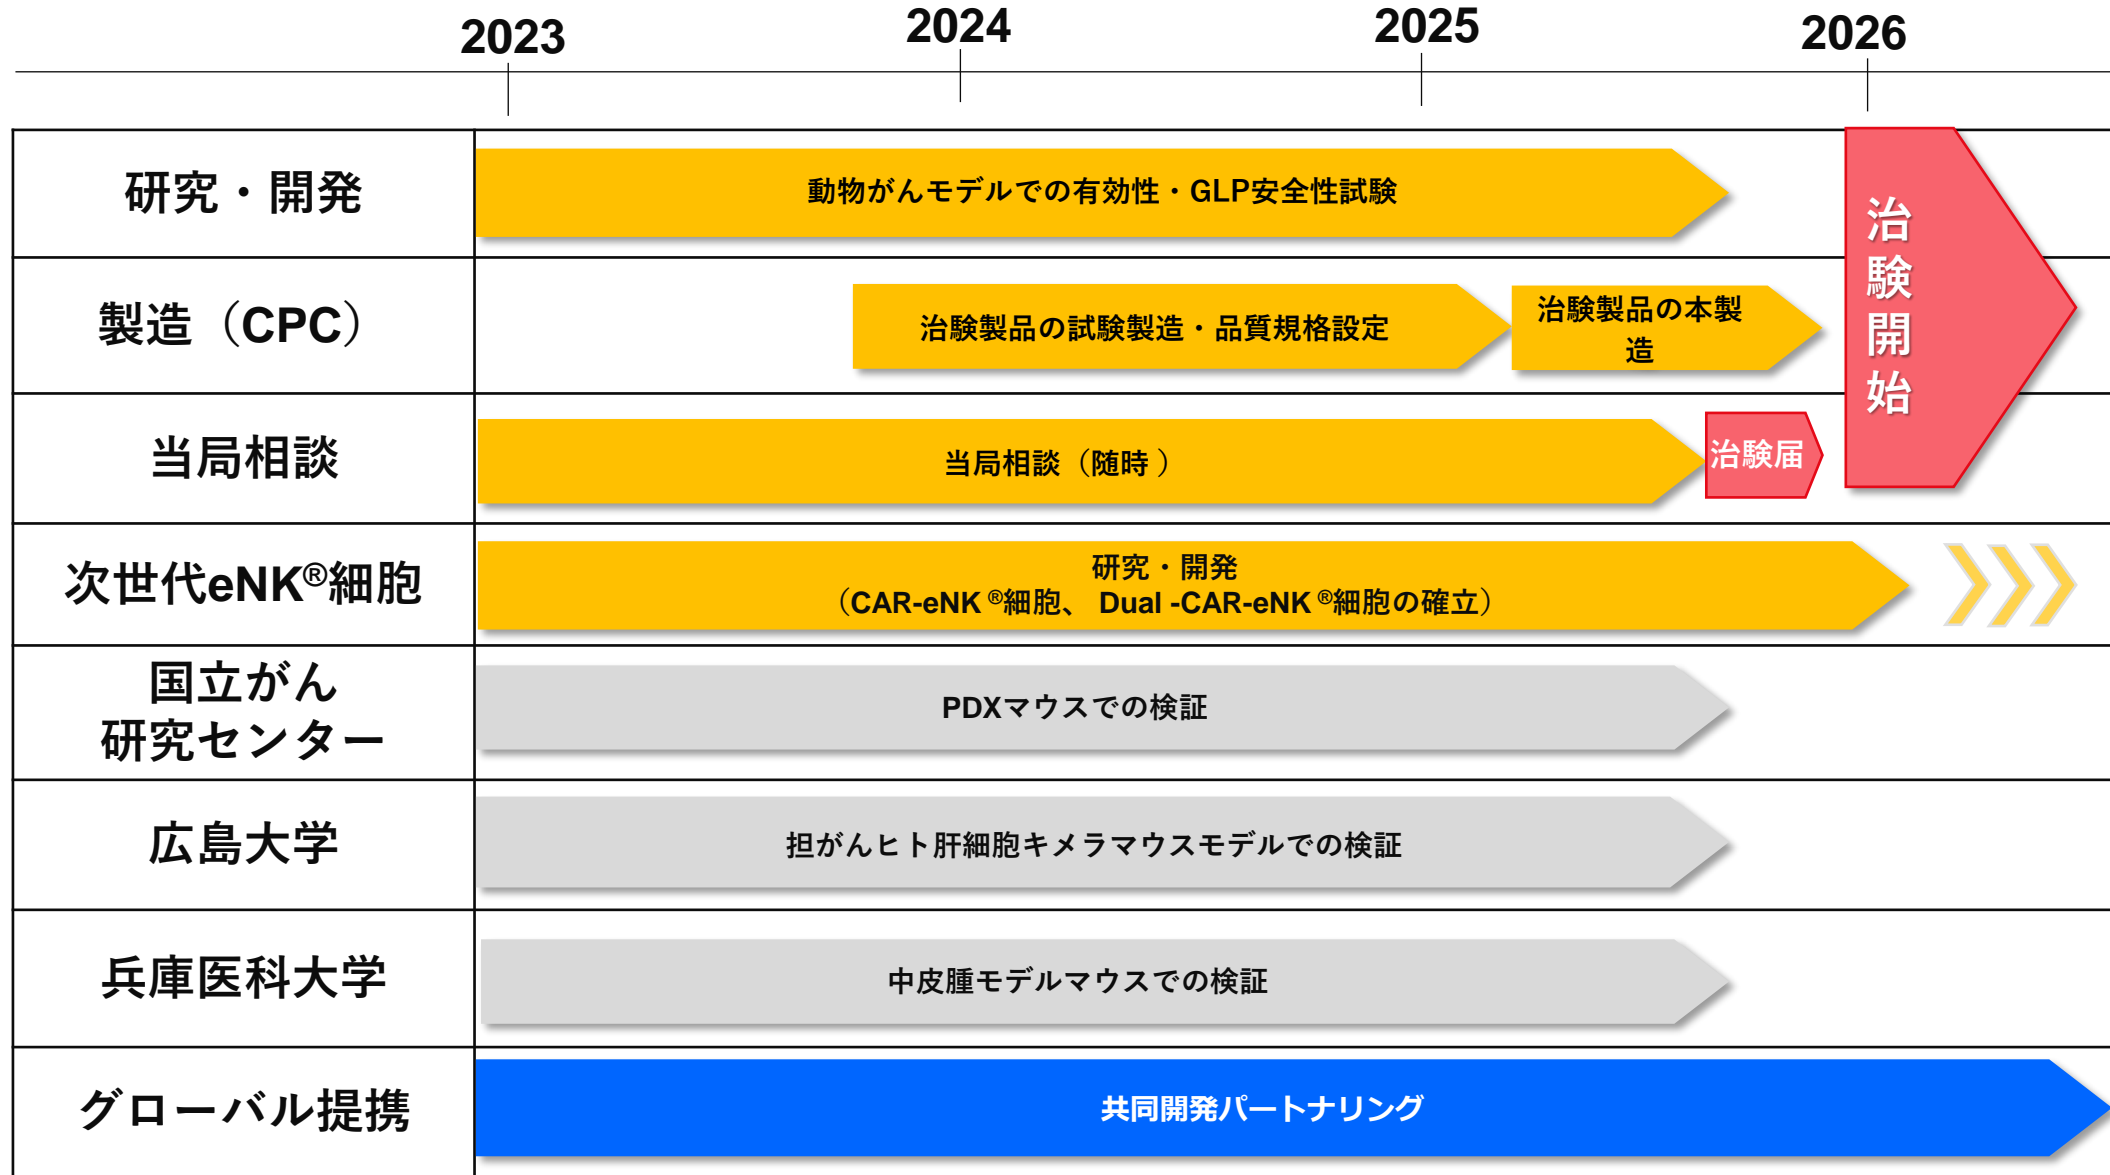 2023
2024
2025
2026
研究・開発
動物がんモデルでの有効性・GLP安全性試験
治験開始
製造（CPC）
治験製品の試験製造・品質規格設定
治験製品の本製
造
当局相談
当局相談（随時 ）
治験届
次世代eNK®細胞
研究・開発
（CAR-eNK ®細胞、 Dual -CAR-eNK ®細胞の確立）
国立がん
研究センター
PDXマウスでの検証
広島大学
担がんヒト肝細胞キメラマウスモデルでの検証
兵庫医科大学
中皮腫モデルマウスでの検証
グローバル提携
共同開発パートナリング